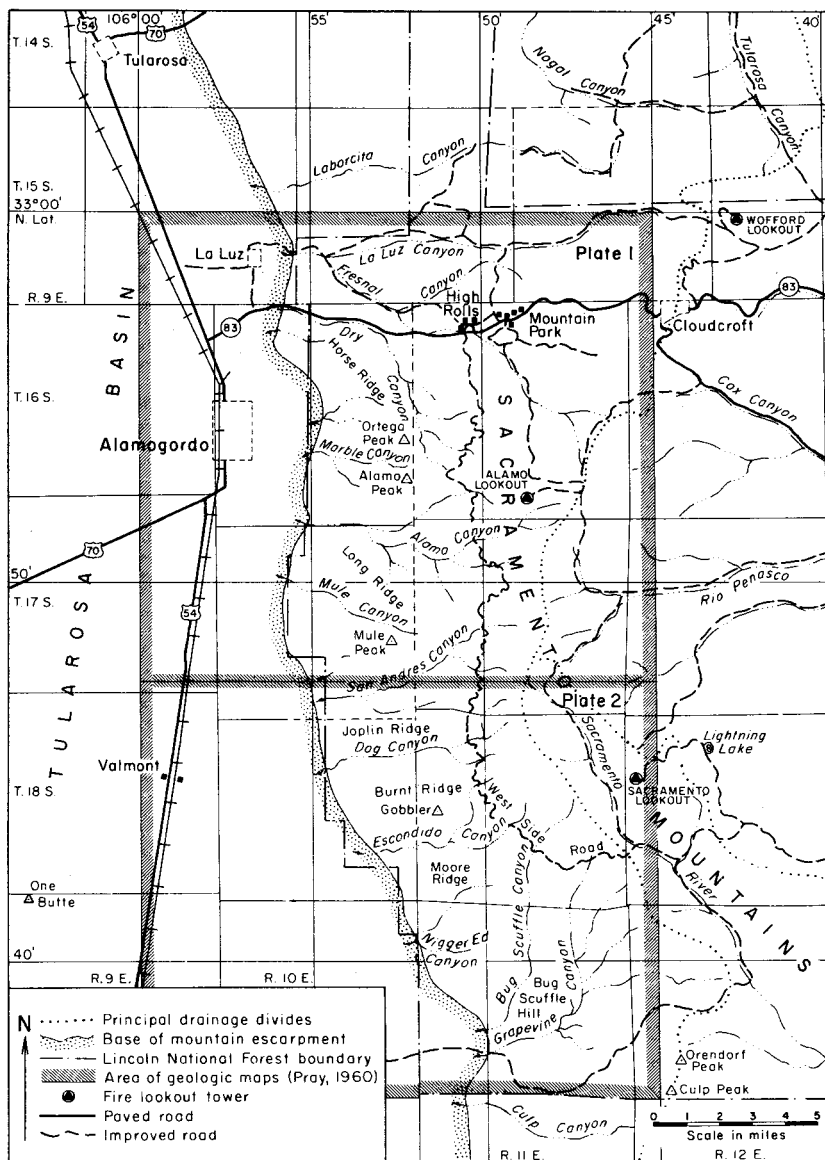 106° 00'
55'
50'
45'
40'
54
70
T. 14 S.
Tularosa
Nogal Canyon
Tularosa Canyon
Laborcita Canyon
T. 15 S.
33°00'
N. Lat.
WOFFORD LOOKOUT
La Luz
La Luz Canyon
Plate 1
Fresnal Canyon
R. 9 E.
High Rolls
Mountain Park
83
83
Cloudcroft
Dry Canyon
Horse Ridge
T. 16 S.
Cox Canyon
Ortega Peak
Alamogordo
Marble Canyon
Alamo Peak
ALAMO LOOKOUT
SACRAMENTO MOUNTAINS
TULAROSA BASIN
Alamo Canyon
70
50'
Long Ridge
Rio Penasco
T. 17 S.
54
Mule Canyon
Mule Peak
San Andres Canyon
Plate 2
Sacramento River
Joplin Ridge
Dog Canyon
Lightning Lake
Valmont
T. 18 S.
Burnt Ridge
Gobbler
SACRAMENTO LOOKOUT
West Side Road
Escondido Canyon
Moore Ridge
One Butte
Nigger Ed Canyon
Bug Scuffle Canyon
40'
R. 9 E.
R. 10 E.
Bug Scuffle Hill
Grapevine Canyon
N
Principal drainage divides
Base of mountain escarpment
Lincoln National Forest boundary
Area of geologic maps (Pray, 1960)
Fire lookout tower
Paved road
Improved road
Orendorf Peak
Culp Peak
Culp Canyon
0 1 2 3 4 5
Scale in miles
R. 11 E.
R. 12 E.